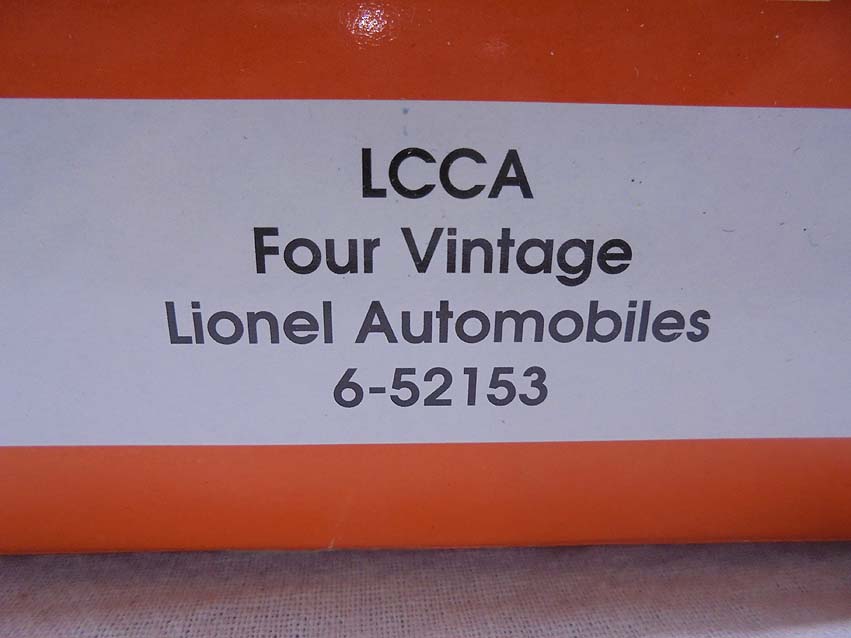 LCCA
Four Vintage
Lionel Automobiles
6-52153